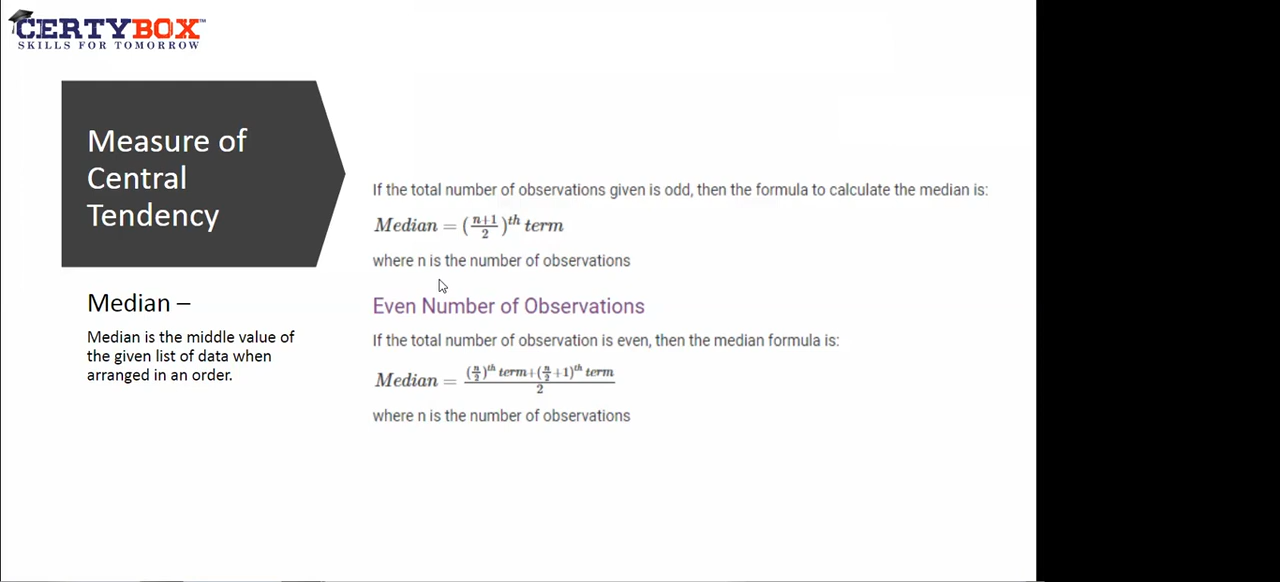 CERTYBOX™
SKILLS FOR TOMORROW
Measure of
Central
Tendency
Median –
Median is the middle value of
the given list of data when
arranged in an order.
If the total number of observations given is odd, then the formula to calculate the median is:
Median = (n+1/2)^th term
where n is the number of observations
Even Number of Observations
If the total number of observation is even, then the median formula is:
Median = ((n/2)^th term+(n/2+1)^th term)/2
where n is the number of observations